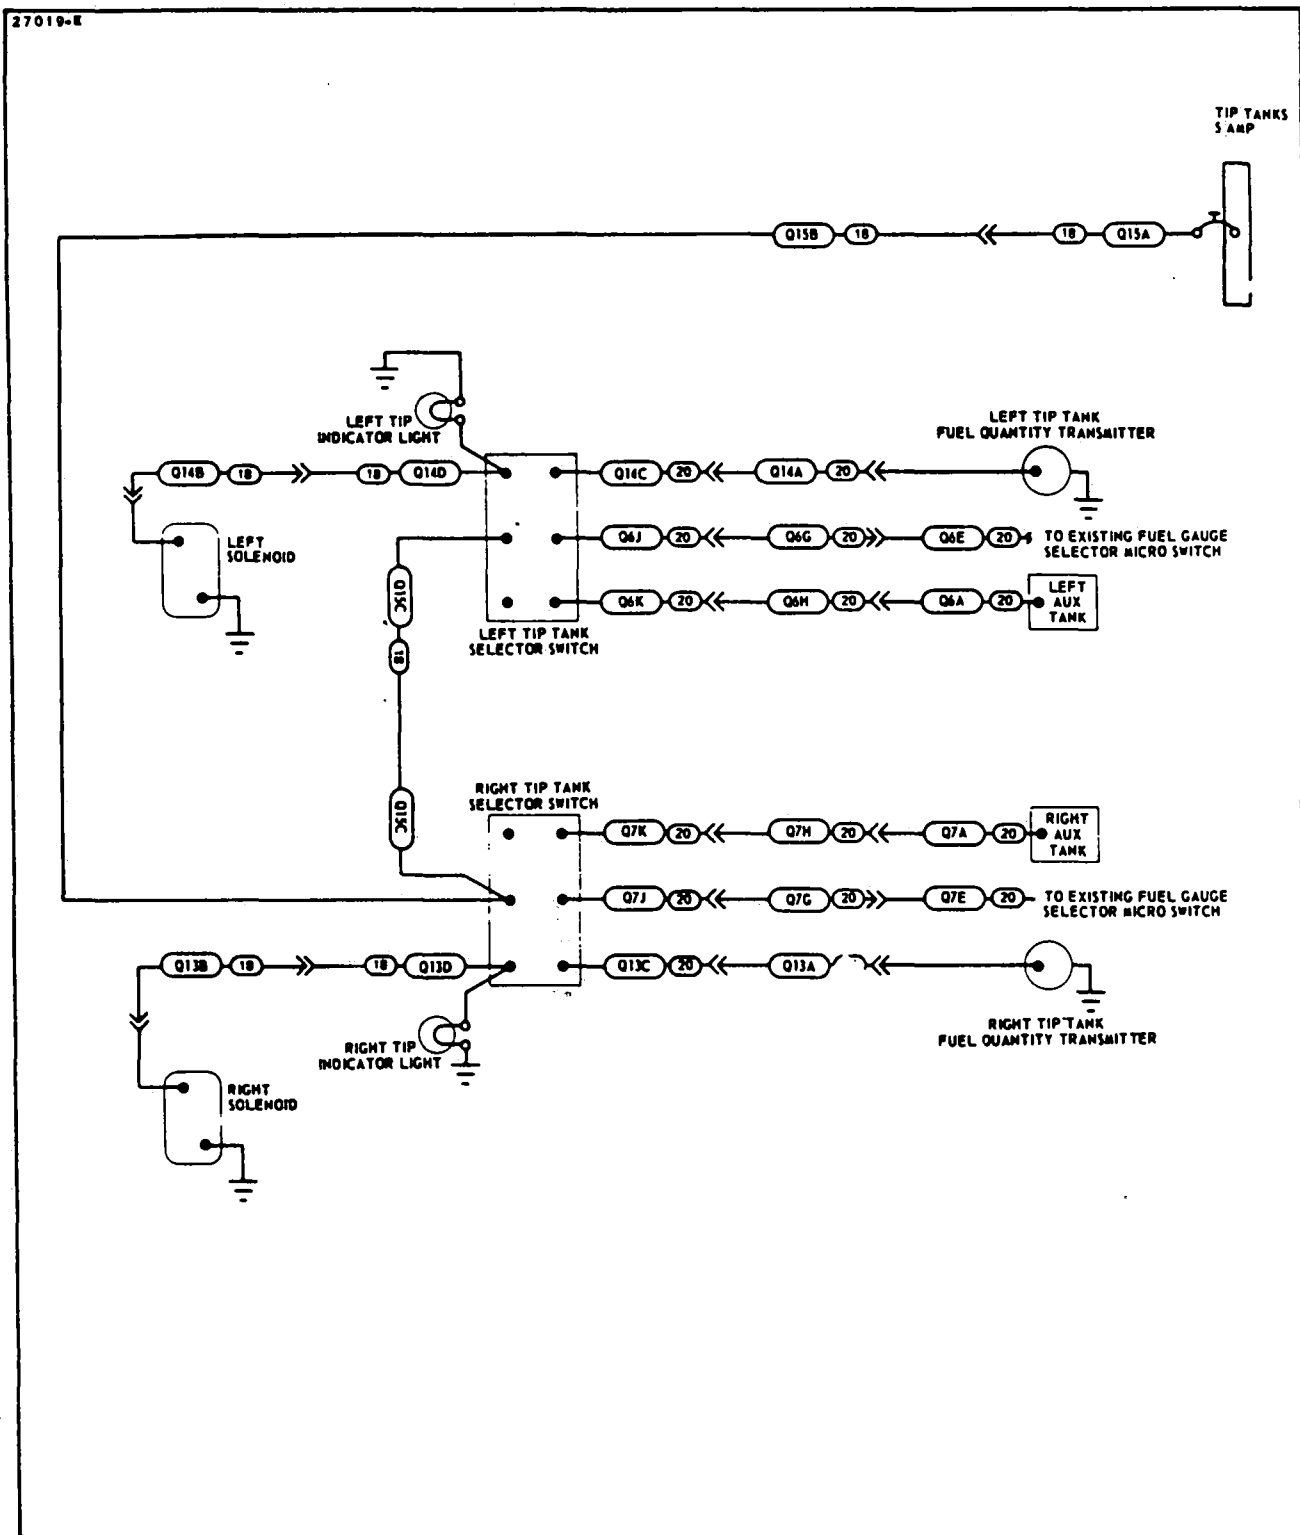 27019-E
TIP TANKS
5 AMP
Q15B 18 18 Q15A
LEFT TIP
INDICATOR LIGHT
LEFT TIP TANK
FUEL QUANTITY TRANSMITTER
Q14B 18 18 Q14D Q14C 20 Q14A 20
LEFT
SOLENOID
Q6J 20 Q6G 20 Q6E 20
TO EXISTING FUEL GAUGE
SELECTOR MICRO SWITCH
Q15C
18
Q6K 20 Q6H 20 Q6A 20
LEFT
AUX
TANK
LEFT TIP TANK
SELECTOR SWITCH
RIGHT TIP TANK
SELECTOR SWITCH
Q15C
Q7K 20 Q7H 20 Q7A 20
RIGHT
AUX
TANK
Q7J 20 Q7G 20 Q7E 20
TO EXISTING FUEL GAUGE
SELECTOR MICRO SWITCH
Q13B 18 18 Q13D Q13C 20 Q13A
RIGHT TIP
INDICATOR LIGHT
RIGHT TIP TANK
FUEL QUANTITY TRANSMITTER
RIGHT
SOLENOID